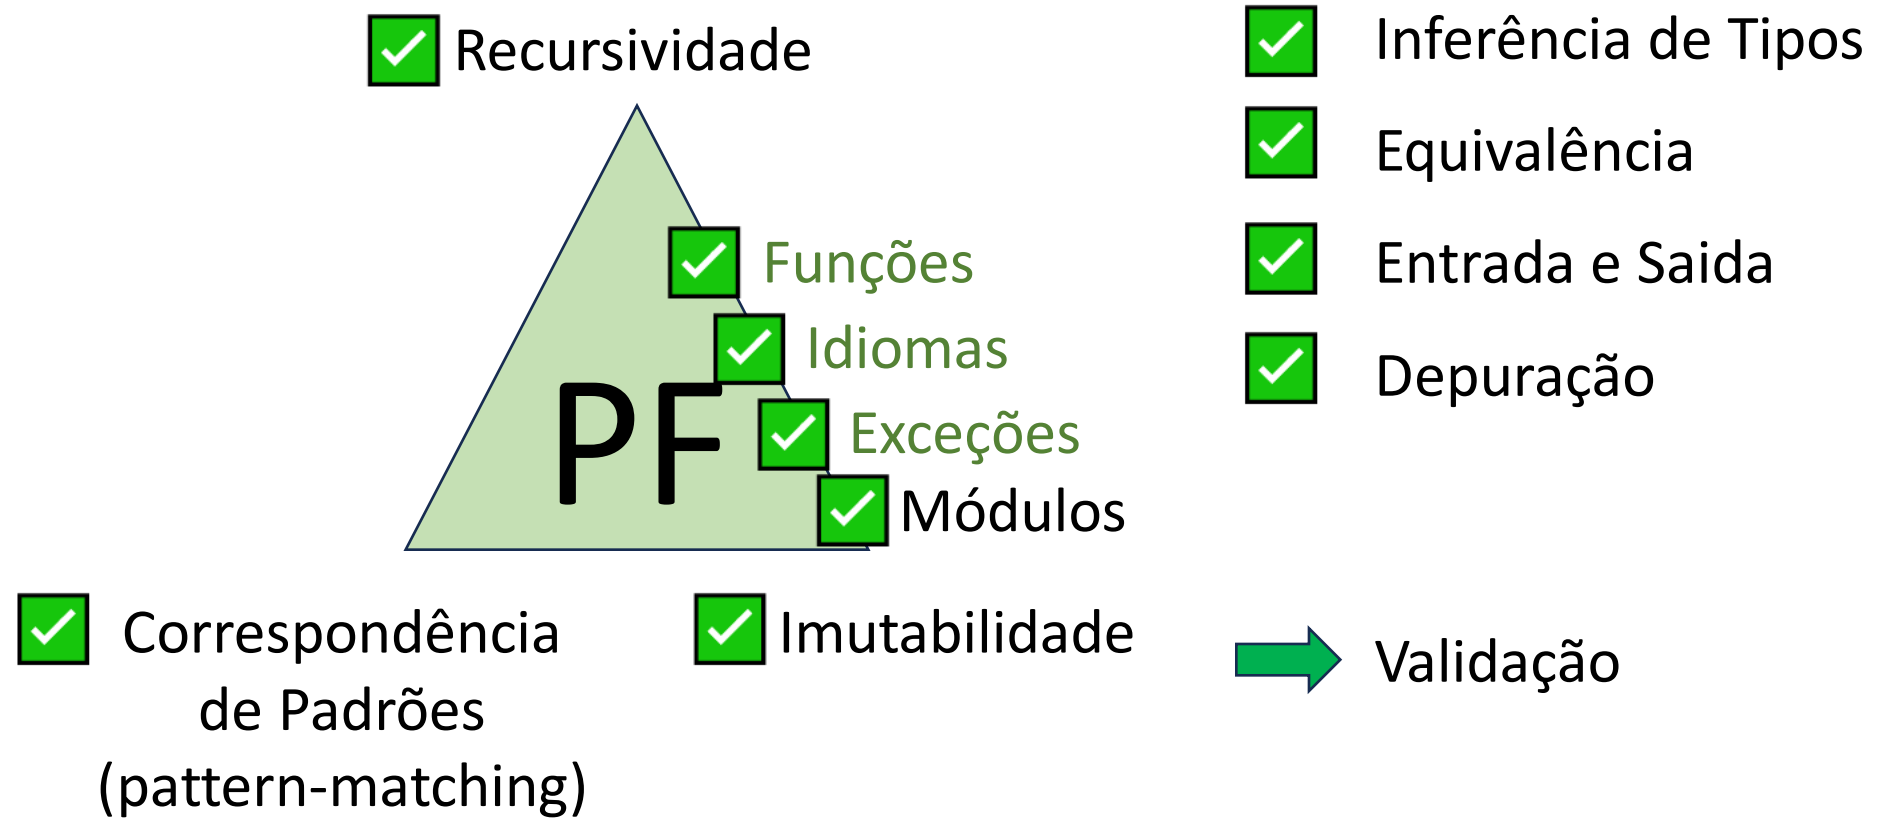 Recursividade
Funções
Idiomas
PF
Exceções
Módulos
Correspondência
de Padrões
(pattern-matching)
Imutabilidade
Inferência de Tipos
Equivalência
Entrada e Saida
Depuração
Validação